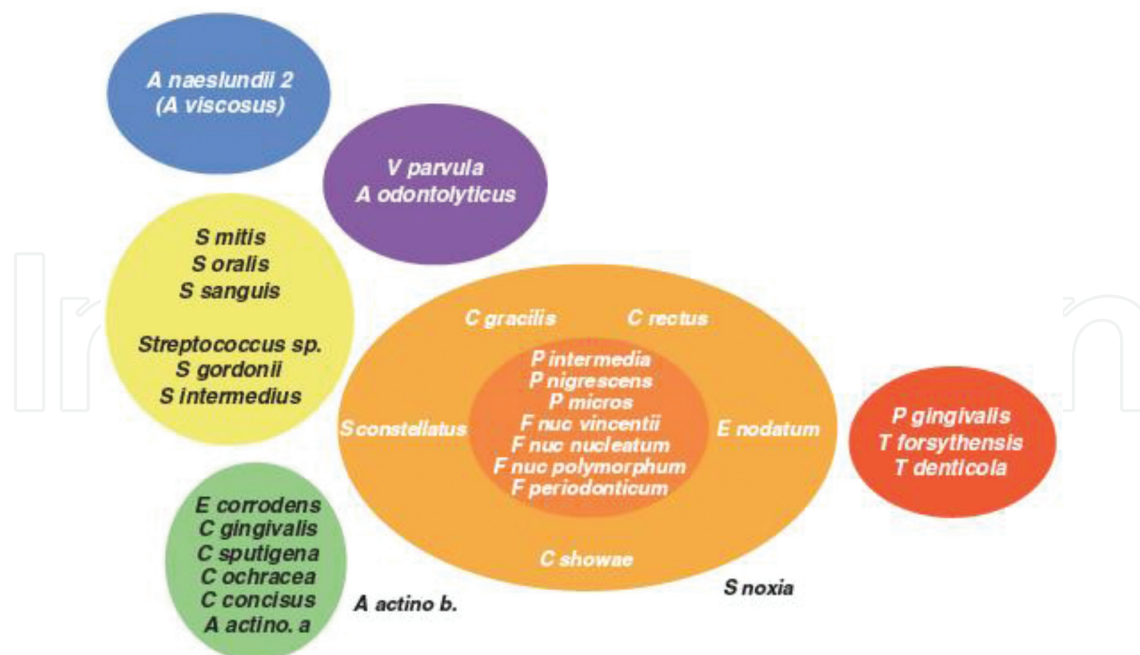 A naeslundii 2
(A viscosus)
V parvula
A odontolyticus
S mitis
S oralis
S sanguis
Streptococcus sp.
S gordonii
S intermedius
C gracilis
C rectus
P intermedia
P nigrescens
P micros
F nuc vincentii
F nuc nucleatum
F nuc polymorphum
F periodonticum
S constellatus
E nodatum
C showae
P gingivalis
T forsythensis
T denticola
E corrodens
C gingivalis
C sputigena
C ochracea
C concisus
A actino. a
A actino b.
S noxia